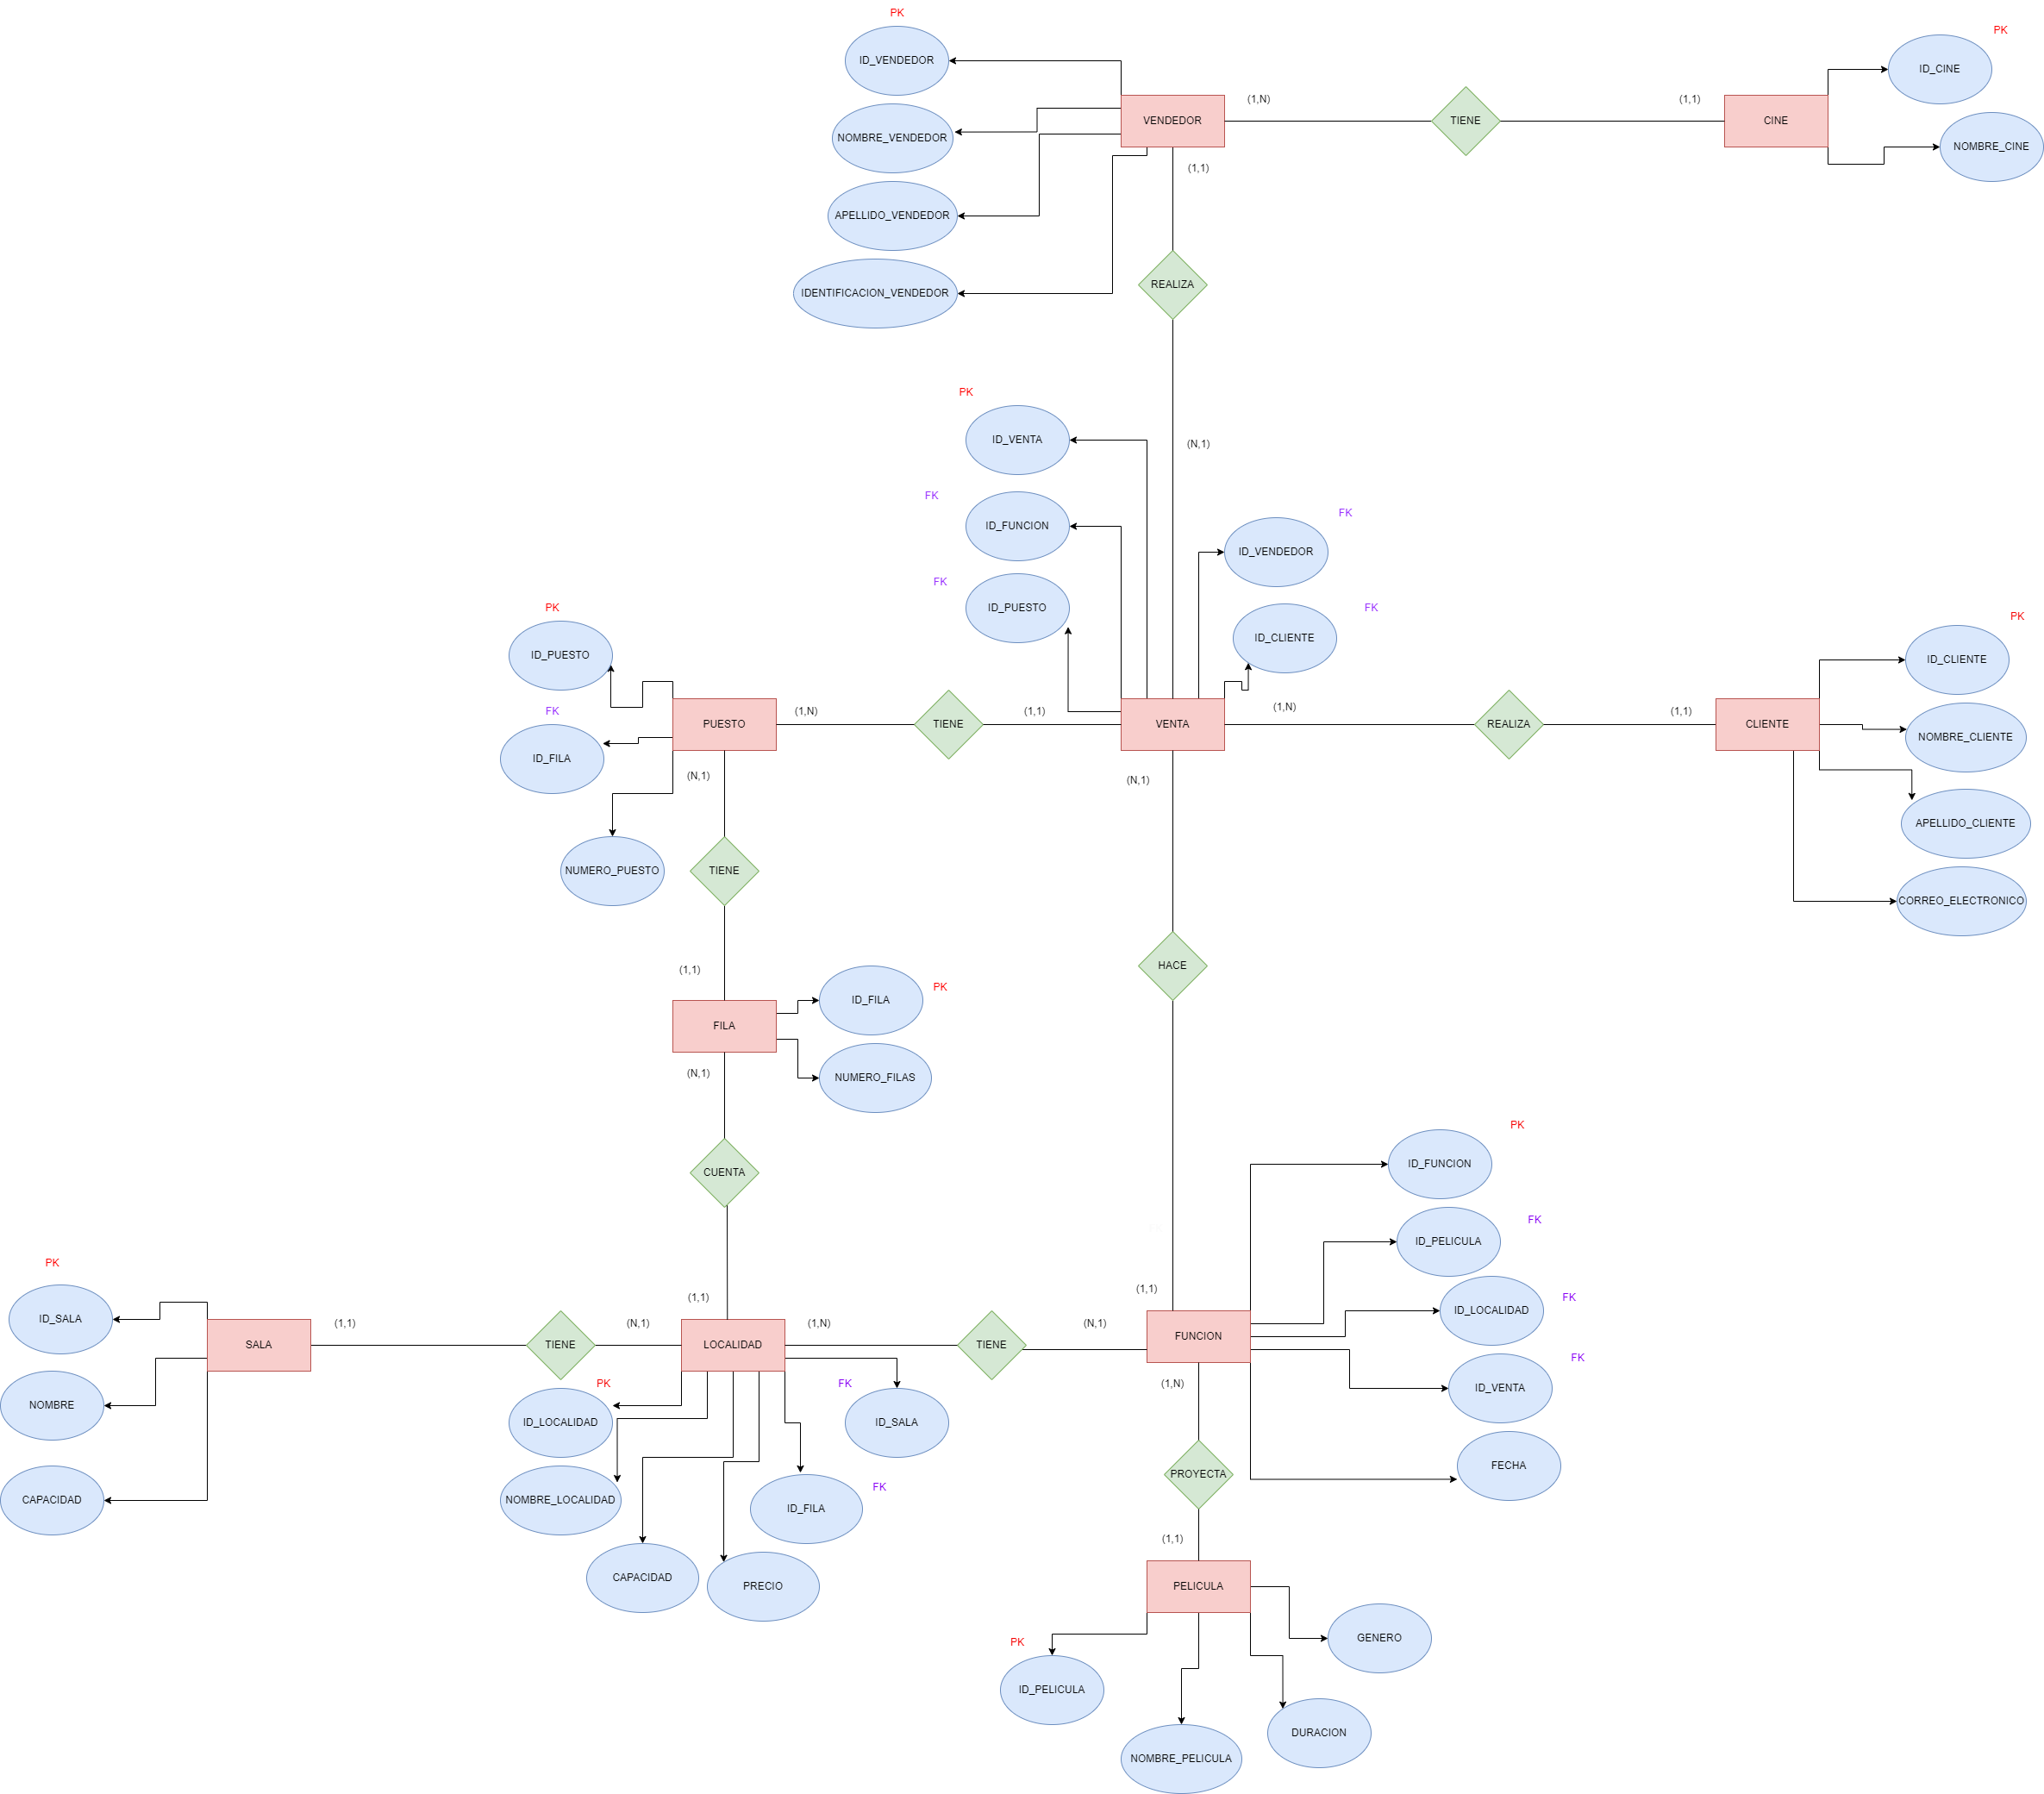 PK
ID_VENDEDOR
PK
ID_CINE
NOMBRE_VENDEDOR
VENDEDOR
(1,N)
TIENE
(1,1)
CINE
NOMBRE_CINE
(1,1)
APELLIDO_VENDEDOR
IDENTIFICACION_VENDEDOR
REALIZA
PK
ID_VENTA
(N,1)
FK
ID_FUNCION
FK
ID_VENDEDOR
FK
ID_PUESTO
FK
ID_CLIENTE
PK
ID_PUESTO
PK
ID_CLIENTE
FK
ID_FILA
PUESTO
(1,N)
TIENE
(1,1)
VENTA
(1,N)
REALIZA
(1,1)
CLIENTE
NOMBRE_CLIENTE
(N,1)
(N,1)
APELLIDO_CLIENTE
NUMERO_PUESTO
TIENE
CORREO_ELECTRONICO
HACE
(1,1)
ID_FILA
PK
FILA
NUMERO_FILAS
(N,1)
PK
ID_FUNCION
CUENTA
FK
ID_PELICULA
PK
ID_SALA
(1,1)
(1,1)
FK
ID_LOCALIDAD
SALA
(1,1)
TIENE
(N,1)
LOCALIDAD
(1,N)
TIENE
(N,1)
FUNCION
FK
ID_VENTA
NOMBRE
PK
ID_LOCALIDAD
FK
ID_SALA
(1,N)
CAPACIDAD
NOMBRE_LOCALIDAD
FK
ID_FILA
PROYECTA
FECHA
CAPACIDAD
PRECIO
(1,1)
PELICULA
GENERO
PK
ID_PELICULA
NOMBRE_PELICULA
DURACION